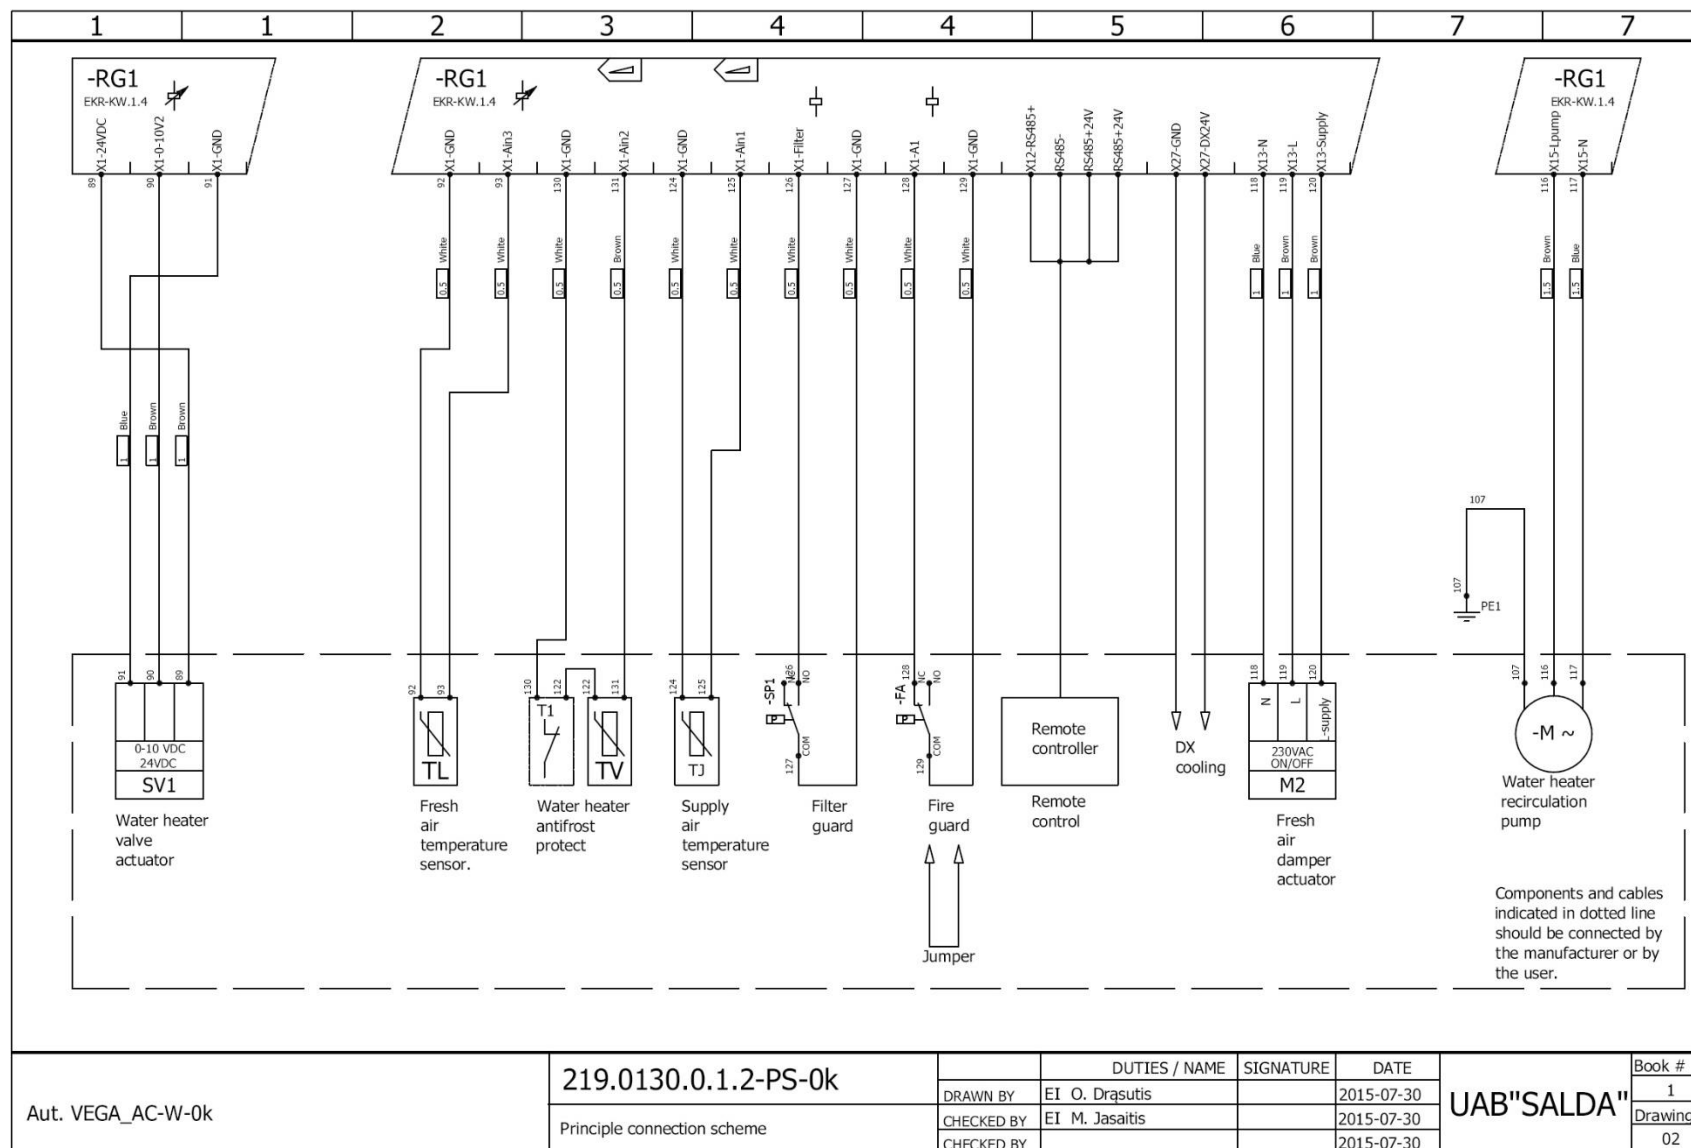 1 1 2 3 4 4 5 6 7 7
-RG1
EKR-KW.1.4
X1-24VDC
X1-0-10V2
X1-GND
89
90
91
-RG1
EKR-KW.1.4
X1-GND
X1-Ain3
X1-GND
X1-Ain2
X1-GND
X1-Ain1
X1-Filter
X1-GND
X1-A1
X1-GND
X12-RS485+
RS485-
RS485+24V
RS485+24V
X27-GND
X27-DX24V
X13-N
X13-L
X13-Supply
92
93
130
131
124
125
126
127
128
129
118
119
120
-RG1
EKR-KW.1.4
X15-Lpump
X15-N
116
117
White
White
White
Brown
White
White
White
White
White
White
Blue
Brown
Brown
Brown
Blue
0.5
0.5
0.5
0.5
0.5
0.5
0.5
0.5
0.5
0.5
1
1
1
1.5
1.5
Blue
Brown
Brown
1
1
1
107
107
PE1
91
90
89
0-10 VDC
24VDC
SV1
Water heater
valve
actuator
92
93
TL
Fresh
air
temperature
sensor.
130
122
122
131
T1
TV
Water heater
antifrost
protect
124
125
TJ
Supply
air
temperature
sensor
-SP1
126
NC
NO
P
COM
127
Filter
guard
-FA
128
NC
NO
P
COM
129
Fire
guard
Jumper
Remote
controller
Remote
control
DX
cooling
118
119
120
N
L
L-supply
230VAC
ON/OFF
M2
Fresh
air
damper
actuator
107
116
117
-M ~
Water heater
recirculation
pump
Components and cables
indicated in dotted line
should be connected by
the manufacturer or by
the user.
Aut. VEGA_AC-W-0k
219.0130.0.1.2-PS-0k
Principle connection scheme
DUTIES / NAME SIGNATURE DATE
DRAWN BY EI O. Drąsutis 2015-07-30
CHECKED BY EI M. Jasaitis 2015-07-30
CHECKED BY 2015-07-30
UAB"SALDA"
Book #
1
Drawing
02